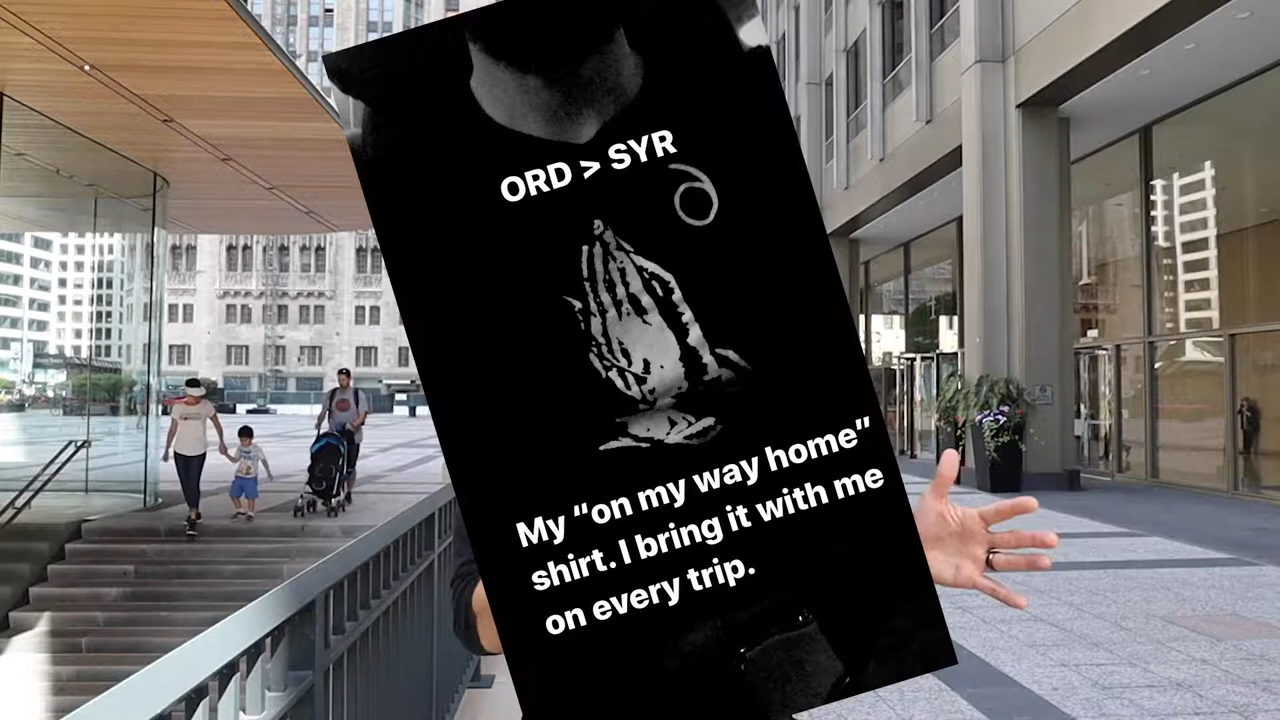 ORD > SYR
My “on my way home”
shirt. I bring it with me
on every trip.